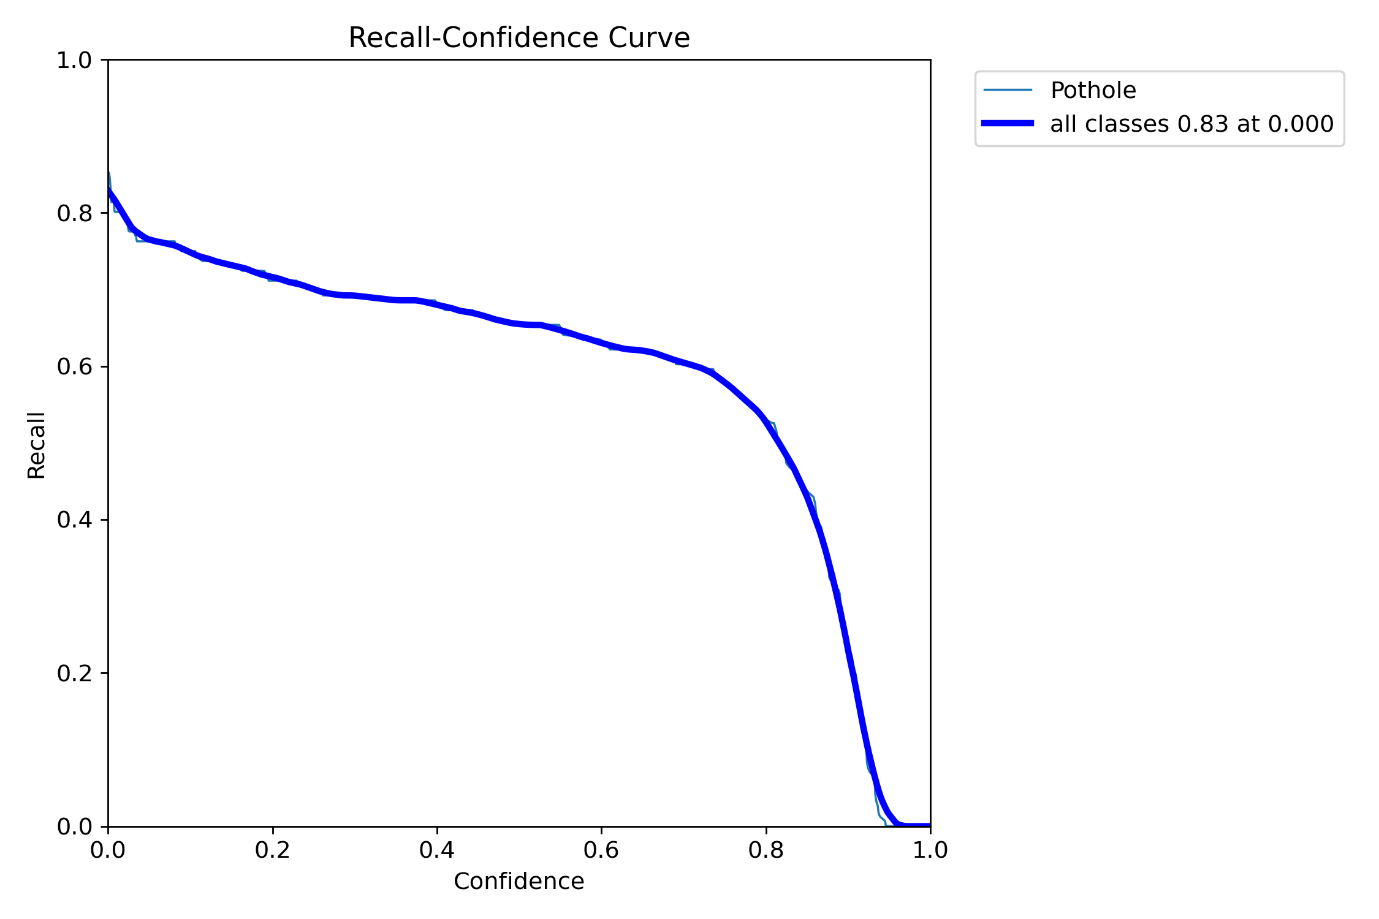 Recall-Confidence Curve
Pothole
all classes 0.83 at 0.000
1.0
0.8
0.6
0.4
0.2
0.0
Recall
0.0 0.2 0.4 0.6 0.8 1.0
Confidence